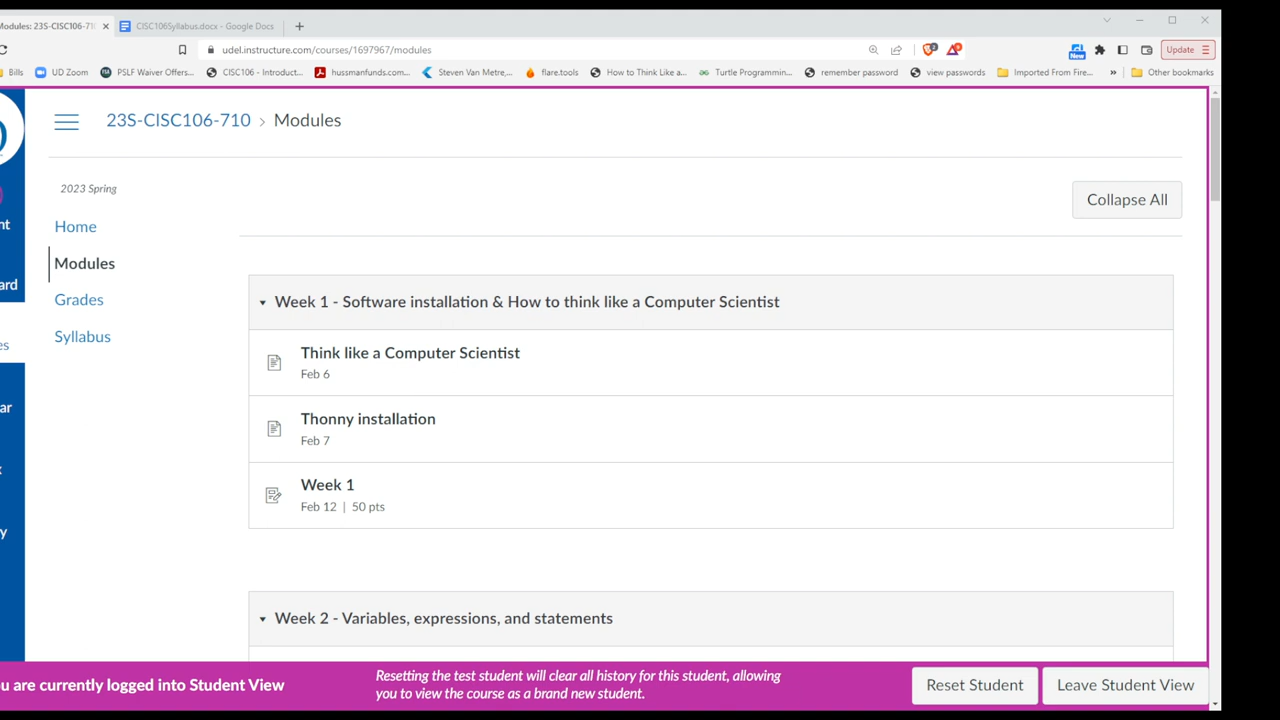 Modules: 23S-CISC106-71
CISC106Syllabus.docx - Google Docs
udel.instructure.com/courses/1697967/modules
Update
Bills
UD Zoom
PSLF Waiver Offers...
CISC106 - Introduct...
hussmanfunds.com...
Steven Van Metre,...
flare.tools
How to Think Like a...
Turtle Programmin...
remember password
view passwords
Imported From Fire...
»
Other bookmarks
New
23S-CISC106-710 > Modules
2023 Spring
Collapse All
Home
Modules
Grades
Syllabus
nt
ard
es
ar
ry
Week 1 - Software installation & How to think like a Computer Scientist
Think like a Computer Scientist
Feb 6
Thonny installation
Feb 7
Week 1
Feb 12 | 50 pts
Week 2 - Variables, expressions, and statements
u are currently logged into Student View
Resetting the test student will clear all history for this student, allowing
you to view the course as a brand new student.
Reset Student
Leave Student View